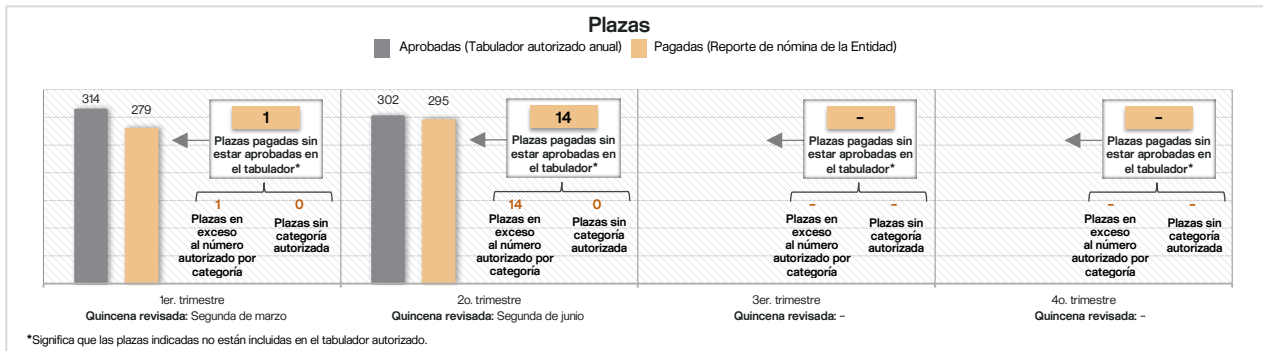 Plazas
Aprobadas (Tabulador autorizado anual) Pagadas (Reporte de nómina de la Entidad)
314
279
1
Plazas pagadas sin
estar aprobadas en
el tabulador*
1
Plazas en
exceso
al número
autorizado por
categoría
0
Plazas sin
categoría
autorizada
302
295
14
Plazas pagadas sin
estar aprobadas en
el tabulador*
14
Plazas en
exceso
al número
autorizado por
categoría
0
Plazas sin
categoría
autorizada
–
Plazas pagadas sin
estar aprobadas en
el tabulador*
–
Plazas en
exceso
al número
autorizado por
categoría
–
Plazas sin
categoría
autorizada
–
Plazas pagadas sin
estar aprobadas en
el tabulador*
–
Plazas en
exceso
al número
autorizado por
categoría
–
Plazas sin
categoría
autorizada
1er. trimestre
Quincena revisada: Segunda de marzo
2o. trimestre
Quincena revisada: Segunda de junio
3er. trimestre
Quincena revisada: –
4o. trimestre
Quincena revisada: –
*Significa que las plazas indicadas no están incluidas en el tabulador autorizado.